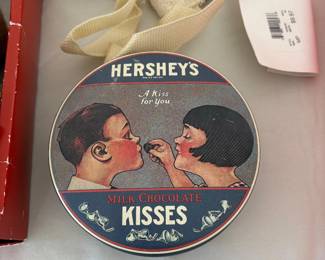 HERSHEY'S
A Kiss
for You
MILK CHOCOLATE
KISSES